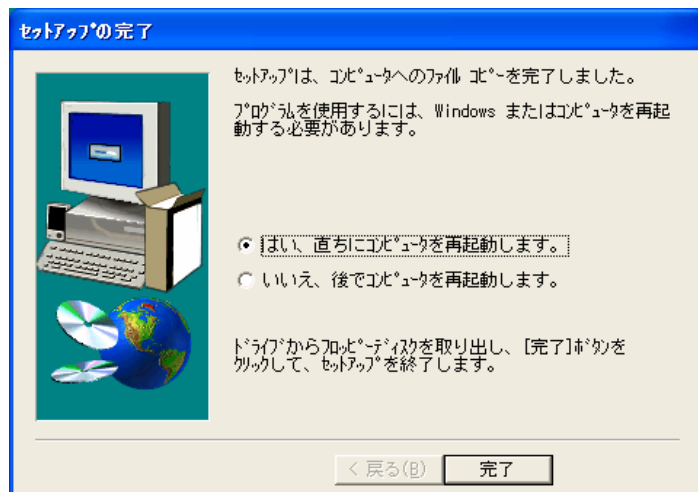 ｾｯﾄｱｯﾌﾟの完了
ｾｯﾄｱｯﾌﾟは、ｺﾝﾋﾟｭｰﾀへのﾌｧｲﾙ ｺﾋﾟｰを完了しました。
ﾌﾟﾛｸﾞﾗﾑを使用するには、Windows またはｺﾝﾋﾟｭｰﾀを再起
動する必要があります。
はい、直ちにｺﾝﾋﾟｭｰﾀを再起動します。
いいえ、後でｺﾝﾋﾟｭｰﾀを再起動します。
ﾄﾞﾗｲﾌﾞからﾌﾛｯﾋﾟｰﾃﾞｨｽｸを取り出し、[完了]ﾎﾞﾀﾝを
ｸﾘｯｸして、ｾｯﾄｱｯﾌﾟを終了します。
< 戻る(B) 完了